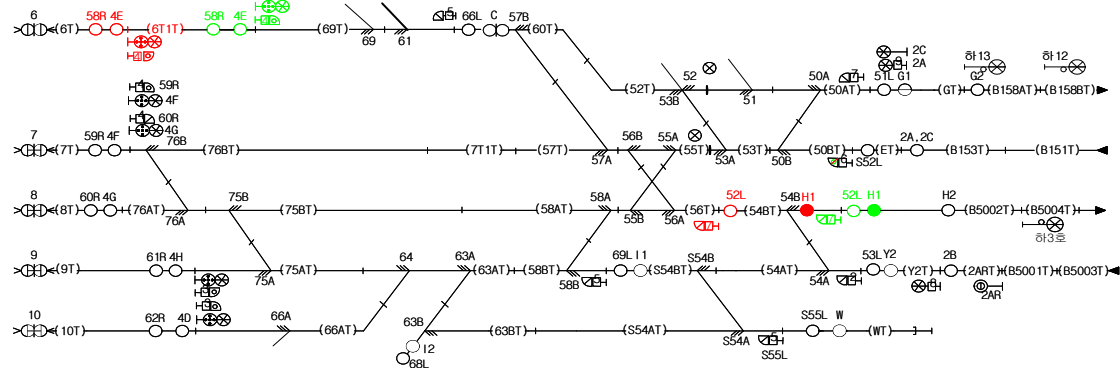 6 (6T) 58R 4E (6T1T) 58R 4E (69T) 69 61 5 66L C 57B (60T)
2C
2A
7 51L G1 하13 G2 하12
59R
4F
60R
4G
(52T) 53B 52 51 50A (50AT) (GT) (B158AT) (B158BT)
7 (7T) 59R 4F 76B (76BT) (7T1T) (57T) 57A 56B 55A (55T) 53A (53T) 50B (50BT) S52L (ET) 2A,2C (B153T) (B151T)
8 (8T) 60R 4G (76AT) 76A 75B (75BT) (58AT) 58A 55B 56A (56T) 52L (54BT) 54B H1 52L H1 H2 (B5002T) (B5004T)
하3호
9 (9T) 61R 4H 75A (75AT) 64 63A (63AT) (58BT) 58B 69L I1 (S54BT) S54B (54AT) 54A 53L Y2 (Y2T) 2B (2ART) (B5001T) (B5003T)
2AR
10 (10T) 62R 4D 66A (66AT) 63B I2 68L (63BT) (S54AT) S54A S55L S55L W (WT)